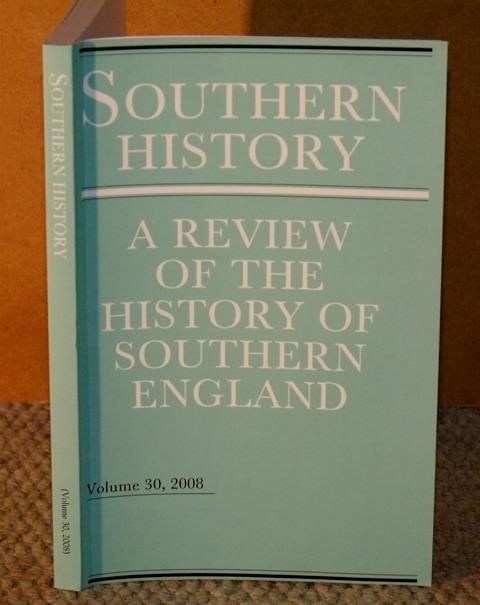 SOUTHERN HISTORY
(Volume 30, 2008)
SOUTHERN
HISTORY
A REVIEW
OF THE
HISTORY OF
SOUTHERN
ENGLAND
Volume 30, 2008